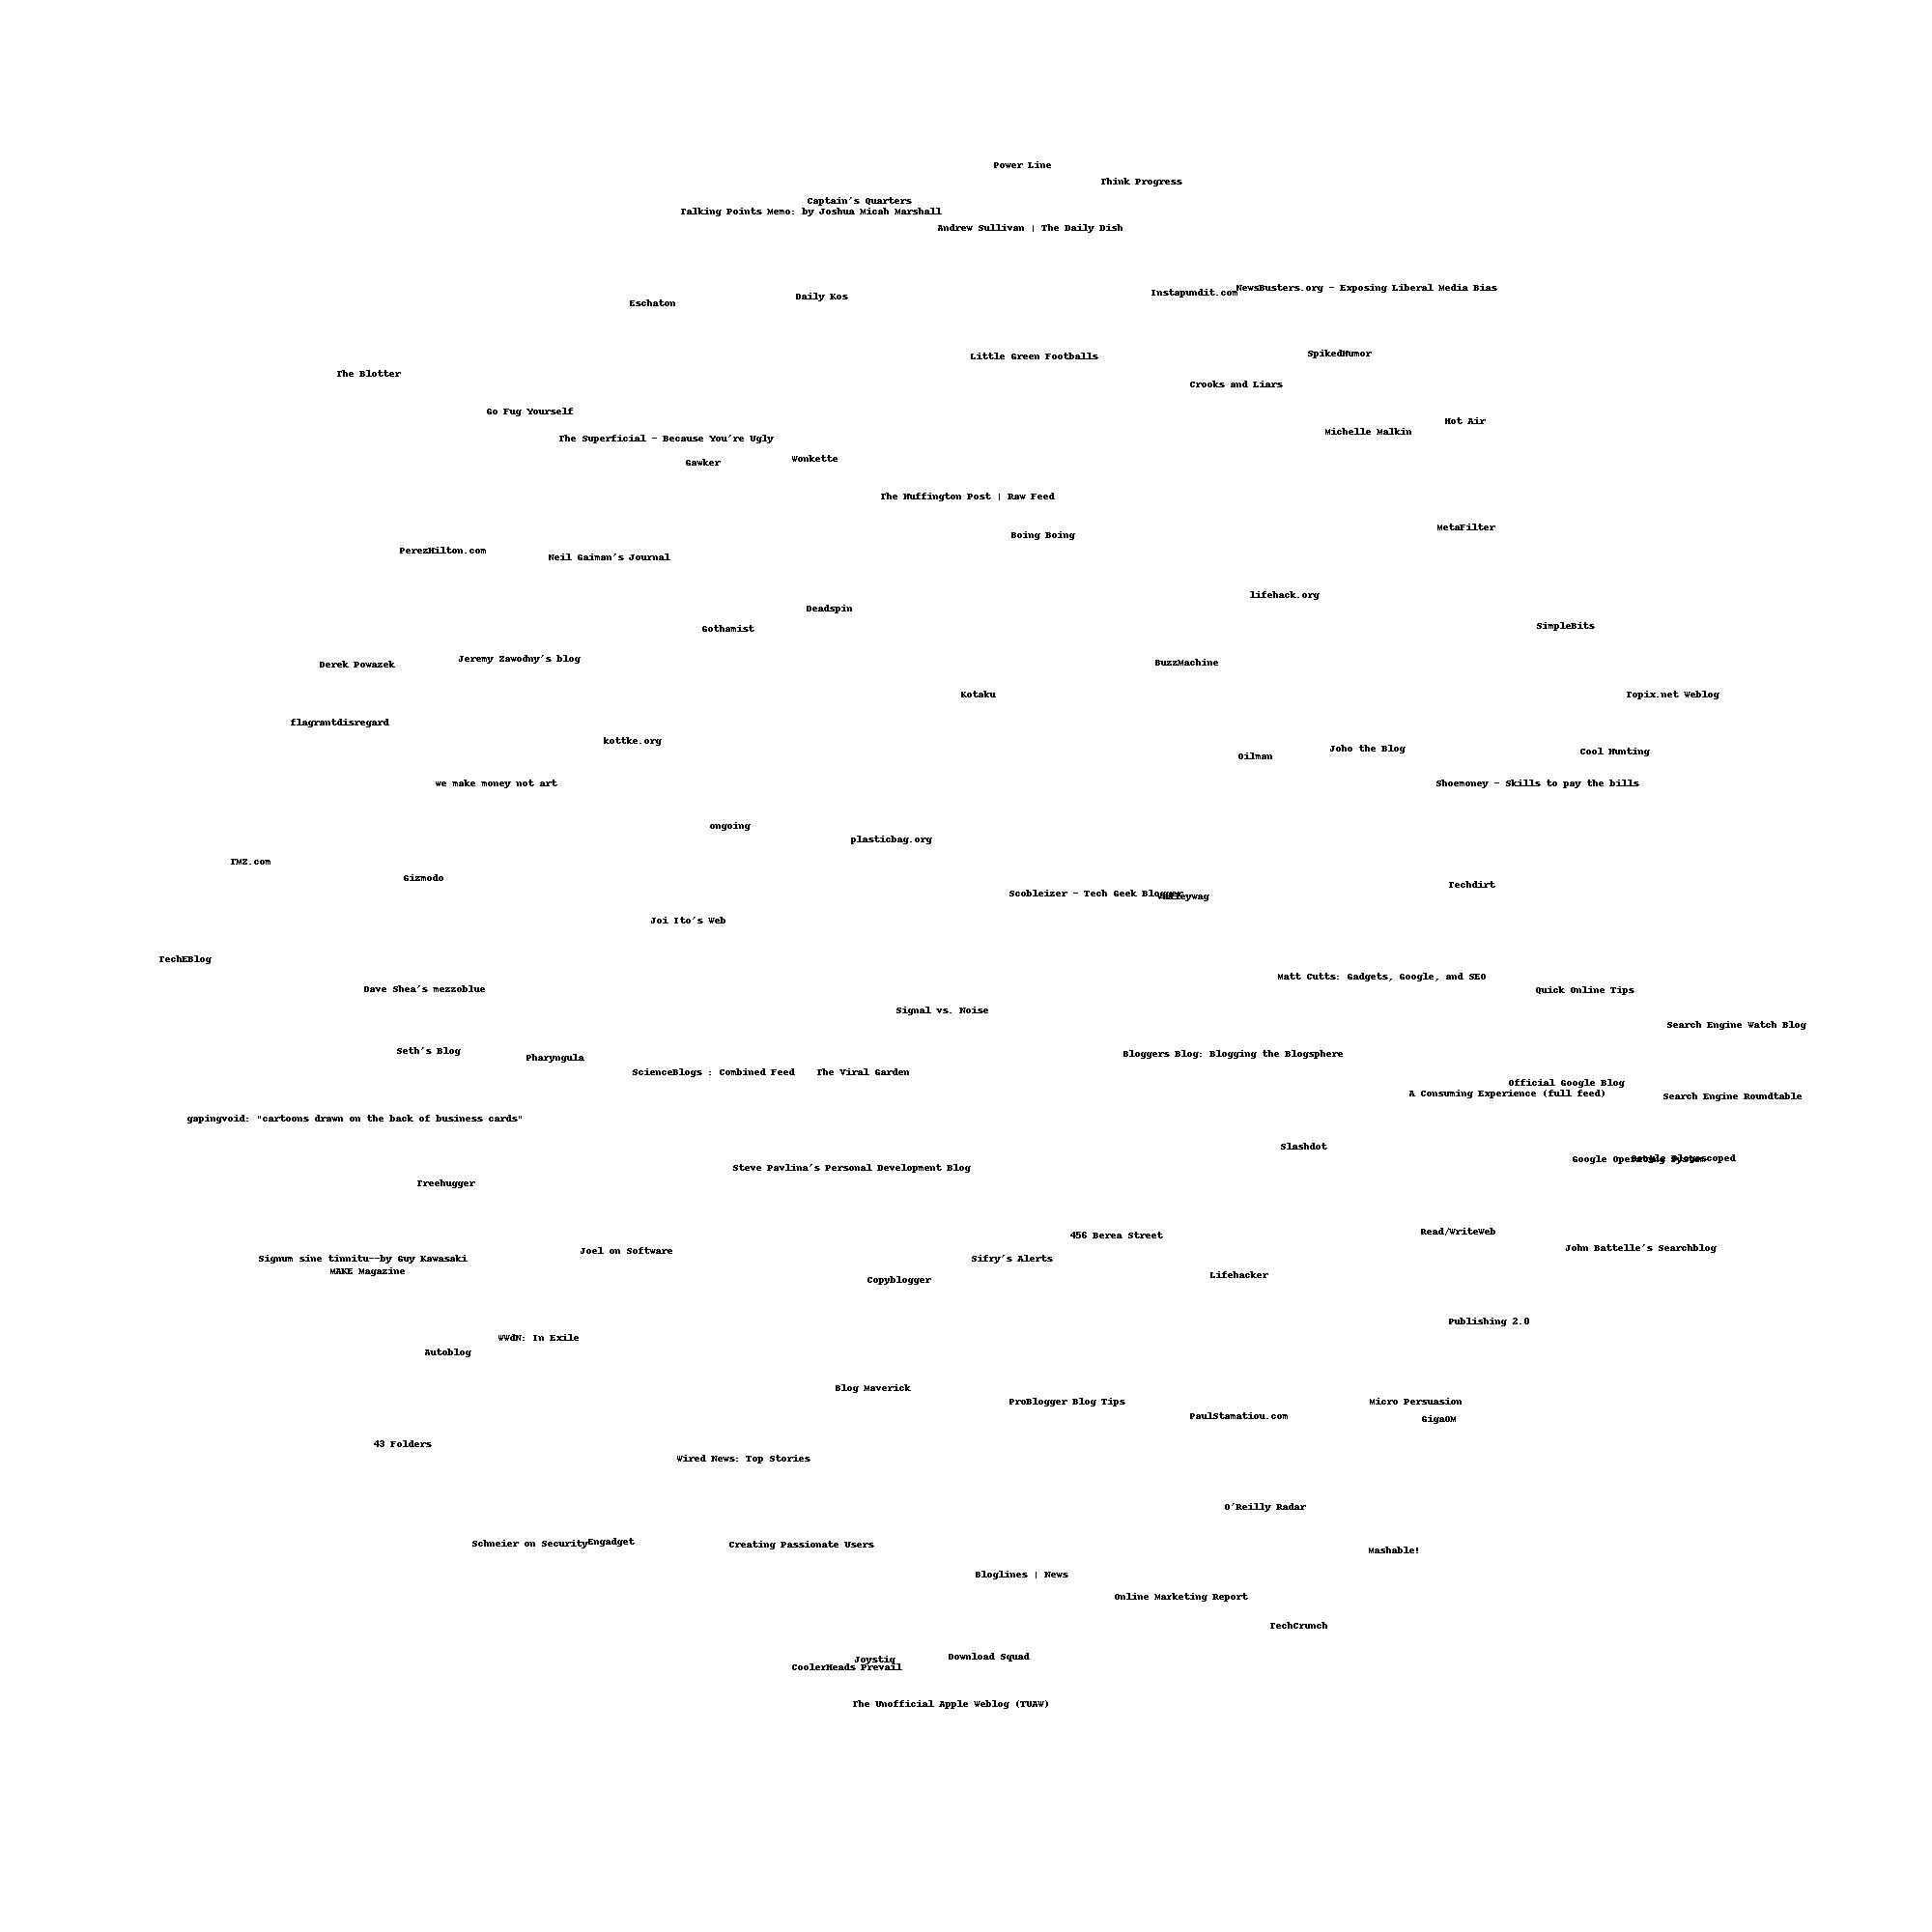 Power Line
Think Progress
Captain's Quarters
Talking Points Memo: by Joshua Micah Marshall
Andrew Sullivan | The Daily Dish
NewsBusters.org - Exposing Liberal Media Bias
Instapundit.com
Daily Kos
Eschaton
SpikedHumor
Little Green Footballs
The Blotter
Crooks and Liars
Go Fug Yourself
Hot Air
Michelle Malkin
The Superficial - Because You're Ugly
Wonkette
Gawker
The Huffington Post | Raw Feed
MetaFilter
Boing Boing
PerezHilton.com
Neil Gaiman's Journal
lifehack.org
Deadspin
SimpleBits
Gothamist
Jeremy Zawodny's blog
BuzzMachine
Derek Powazek
Kotaku
Topix.net Weblog
flagrantdisregard
kottke.org
Joho the Blog
Cool Hunting
Oilman
we make money not art
Shoemoney - Skills to pay the bills
ongoing
plasticbag.org
TMZ.com
Gizmodo
Techdirt
Scobleizer - Tech Geek Blogger
Valleywag
Joi Ito's Web
TechEBlog
Matt Cutts: Gadgets, Google, and SEO
Dave Shea's mezzoblue
Quick Online Tips
Signal vs. Noise
Search Engine Watch Blog
Seth's Blog
Bloggers Blog: Blogging the Blogsphere
Pharyngula
ScienceBlogs : Combined Feed
The Viral Garden
Official Google Blog
A Consuming Experience (full feed)
Search Engine Roundtable
gapingvoid: "cartoons drawn on the back of business cards"
Slashdot
Google Operating System
Google Blogoscoped
Steve Pavlina's Personal Development Blog
Treehugger
Read/WriteWeb
456 Berea Street
John Battelle's Searchblog
Joel on Software
Signum sine tinnitu--by Guy Kawasaki
Sifry's Alerts
MAKE Magazine
Lifehacker
Copyblogger
Publishing 2.0
WWdN: In Exile
Autoblog
Blog Maverick
ProBlogger Blog Tips
Micro Persuasion
PaulStamatiou.com
GigaOM
43 Folders
Wired News: Top Stories
O'Reilly Radar
Engadget
Schneier on Security
Creating Passionate Users
Mashable!
Bloglines | News
Online Marketing Report
TechCrunch
Download Squad
Joystiq
CoolerHeads Prevail
The Unofficial Apple Weblog (TUAW)